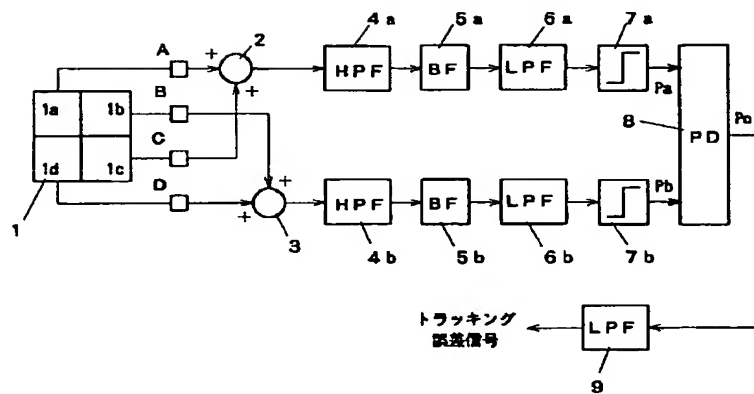 4a 5a 6a 7a
A + 2
HPF BF LPF
B + Pa
1a 1b
C 8 PD Po
1d 1c
D + Pb
+
1 HPF BF LPF
3 4b 5b 6b 7b
トラッキング
誤差信号
LPF
9